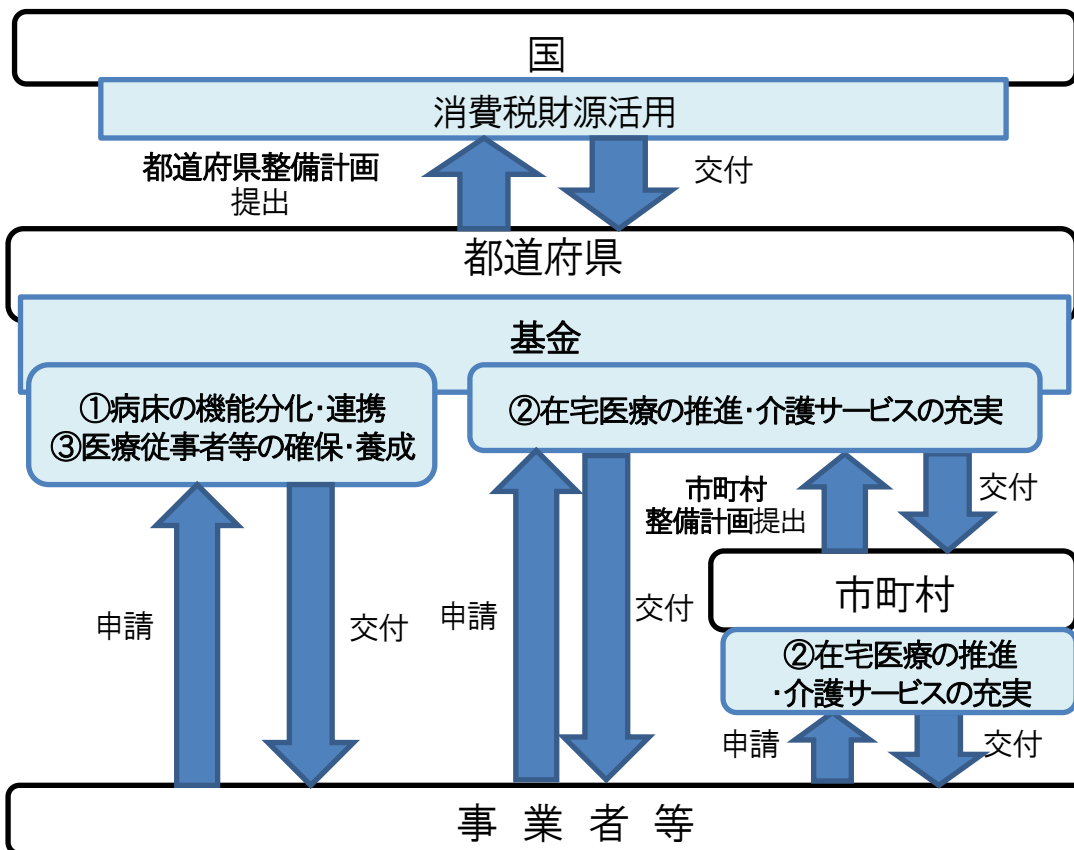 国
消費税財源活用
都道府県整備計画
提出
交付
都道府県
基金
①病床の機能分化・連携
③医療従事者等の確保・養成
②在宅医療の推進・介護サービスの充実
市町村
整備計画提出
交付
市町村
②在宅医療の推進
・介護サービスの充実
申請
交付
申請
交付
申請
交付
事業者等